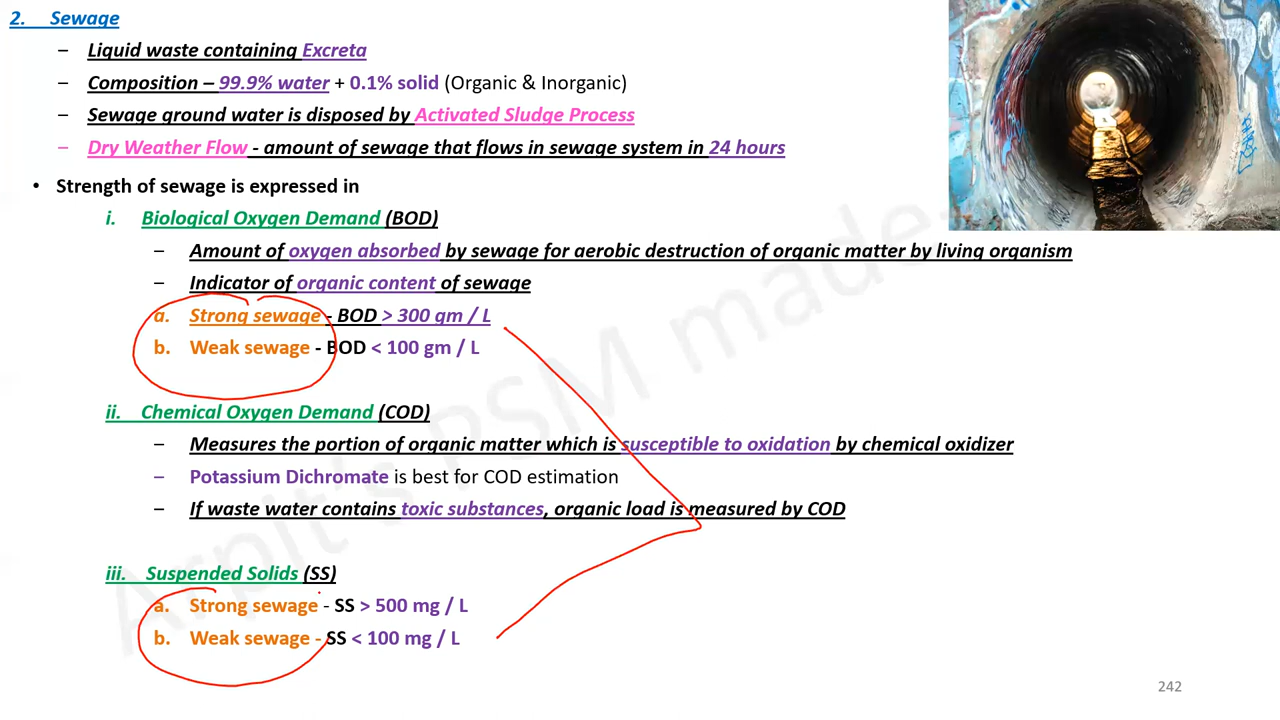 2. Sewage
– Liquid waste containing Excreta
– Composition – 99.9% water + 0.1% solid (Organic & Inorganic)
– Sewage ground water is disposed by Activated Sludge Process
– Dry Weather Flow - amount of sewage that flows in sewage system in 24 hours
• Strength of sewage is expressed in
i. Biological Oxygen Demand (BOD)
– Amount of oxygen absorbed by sewage for aerobic destruction of organic matter by living organism
– Indicator of organic content of sewage
a. Strong sewage - BOD > 300 gm / L
b. Weak sewage - BOD < 100 gm / L
ii. Chemical Oxygen Demand (COD)
– Measures the portion of organic matter which is susceptible to oxidation by chemical oxidizer
– Potassium Dichromate is best for COD estimation
– If waste water contains toxic substances, organic load is measured by COD
iii. Suspended Solids (SS)
a. Strong sewage - SS > 500 mg / L
b. Weak sewage - SS < 100 mg / L
Arpit's PSM made
242